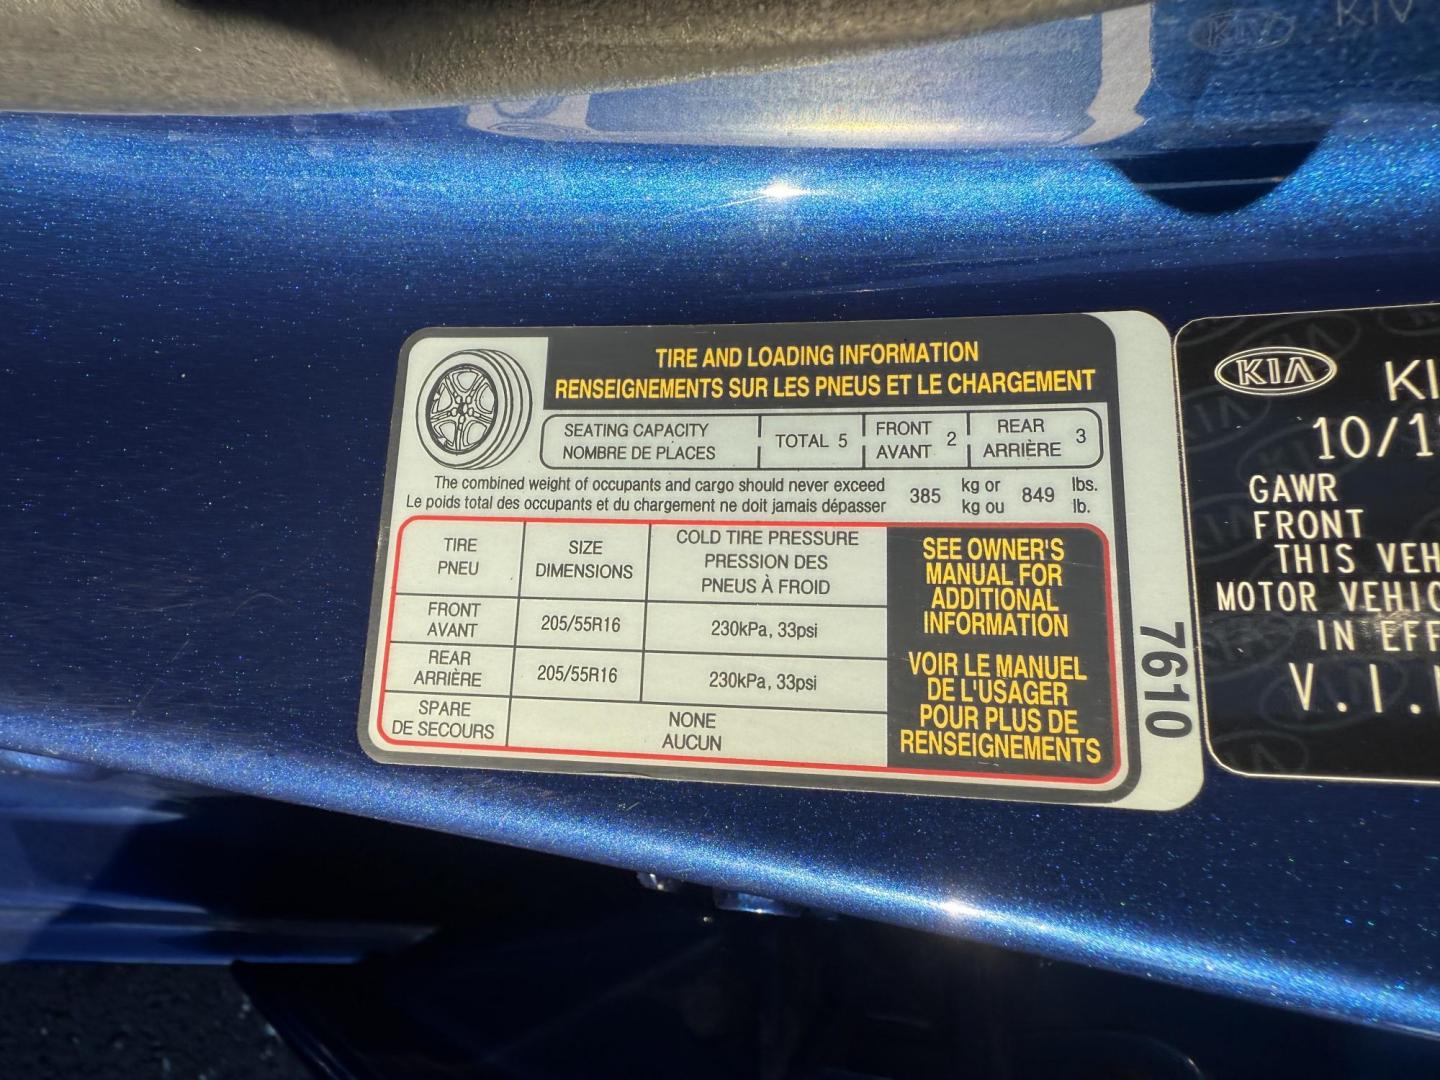 TIRE AND LOADING INFORMATION
RENSEIGNEMENTS SUR LES PNEUS ET LE CHARGEMENT
SEATING CAPACITY
NOMBRE DE PLACES
TOTAL 5
FRONT
AVANT
2
REAR
ARRIÈRE
3
The combined weight of occupants and cargo should never exceed
Le poids total des occupants et du chargement ne doit jamais dépasser
385
kg or
kg ou
849
lbs.
lb.
TIRE
PNEU
SIZE
DIMENSIONS
COLD TIRE PRESSURE
PRESSION DES
PNEUS À FROID
FRONT
AVANT
205/55R16
230kPa, 33psi
REAR
ARRIÈRE
205/55R16
230kPa, 33psi
SPARE
DE SECOURS
NONE
AUCUN
SEE OWNER'S
MANUAL FOR
ADDITIONAL
INFORMATION
VOIR LE MANUEL
DE L'USAGER
POUR PLUS DE
RENSEIGNEMENTS
7610
KIA
KI
10/1
GAWR
FRONT
THIS VEH
MOTOR VEHIC
IN EFF
V.I.